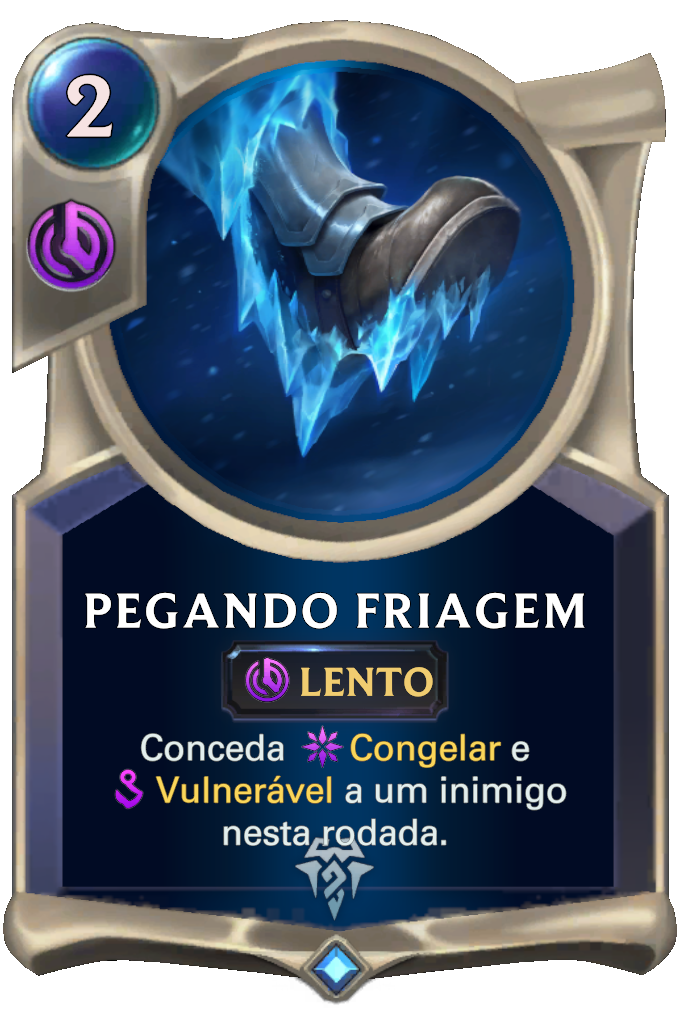 2
PEGANDO FRIAGEM
LENTO
Conceda Congelar e
Vulnerável a um inimigo
nesta rodada.